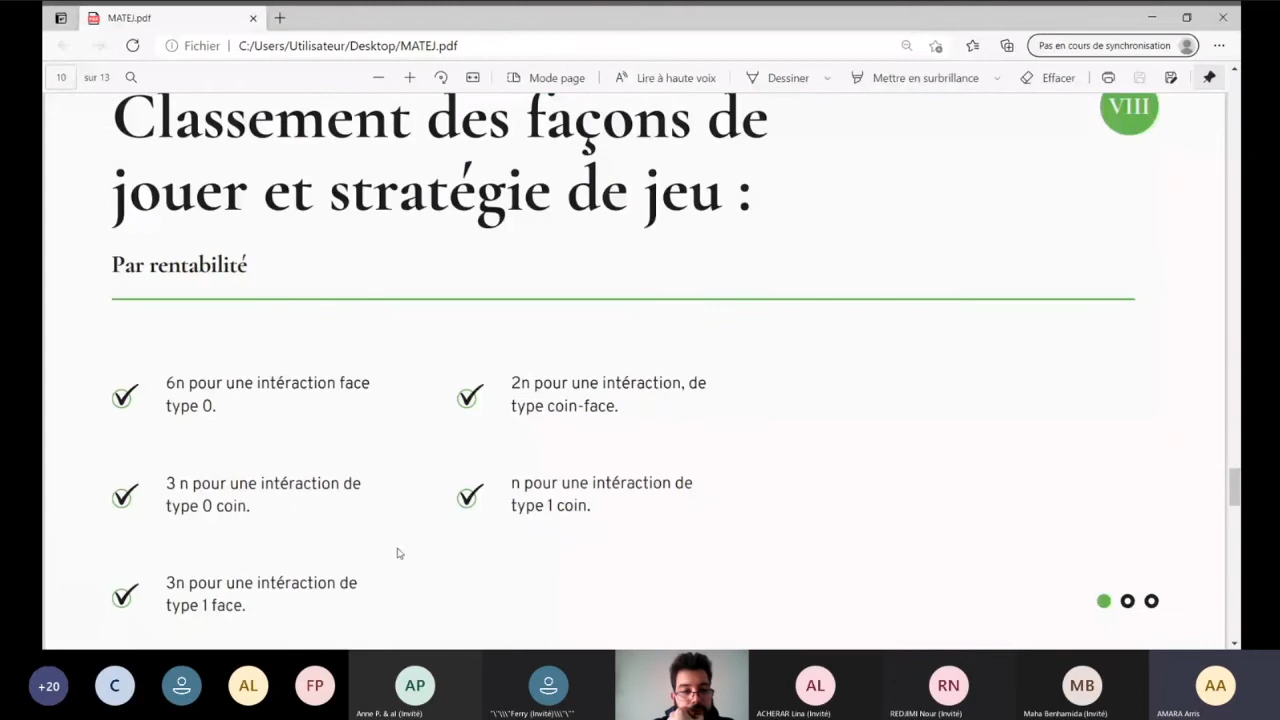 MATEJ.pdf
Fichier
C:/Users/Utilisateur/Desktop/MATEJ.pdf
Pas en cours de synchronisation
10 sur 13
Mode page
Lire à haute voix
Dessiner
Mettre en surbrillance
Effacer
Classement des façons de
jouer et stratégie de jeu :
VIII
Par rentabilité
6n pour une intéraction face
type 0.
3 n pour une intéraction de
type 0 coin.
3n pour une intéraction de
type 1 face.
2n pour une intéraction, de
type coin-face.
n pour une intéraction de
type 1 coin.
+20
C
AL
FP
AP
Anne P. & al (Invité)
"\"\\"Ferry (Invité)\\"\""
AL
ACHERAR Lina (Invité)
RN
REDJIMI Nour (Invité)
MB
Maha Benhamida (Invité)
AA
AMARA Arris